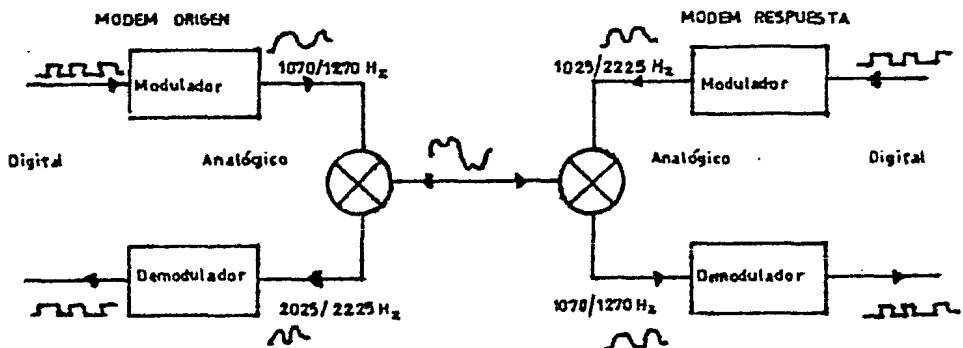 MODEM ORIGEN
MODEM RESPUESTA
Modulador
1070/1270 Hz
1025/2225 Hz
Modulador
Digital
Analógico
Analógico
Digital
Demodulador
2025/2225 Hz
1070/1270 Hz
Demodulador